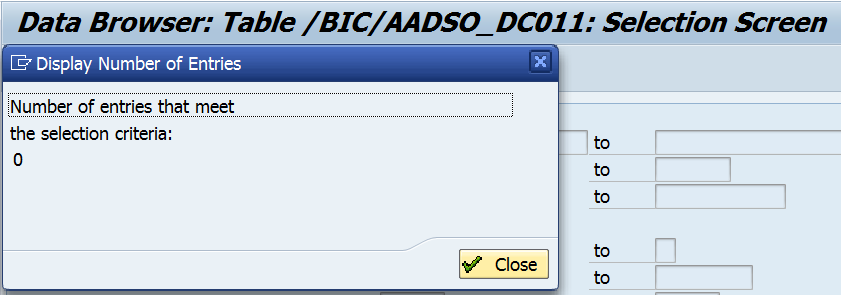 Data Browser: Table /BIC/AADSO_DC011: Selection Screen
Display Number of Entries
Number of entries that meet
the selection criteria:
0
to
to
to
to
to
Close